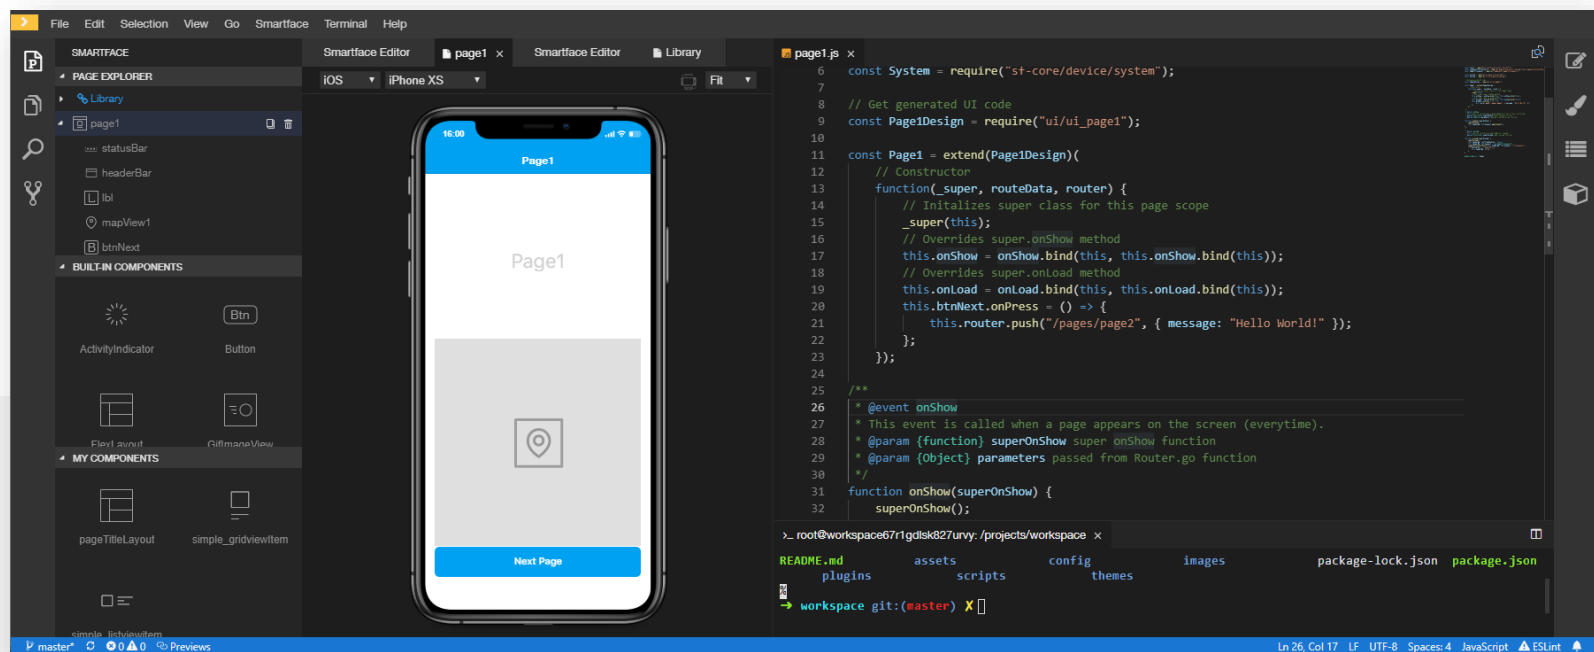 File Edit Selection View Go Smartface Terminal Help
SMARTFACE
PAGE EXPLORER
Library
page1
statusBar
headerBar
L lbl
mapView1
B btnNext
BUILT-IN COMPONENTS
Btn
ActivityIndicator Button
FlexLayout GifImageView
MY COMPONENTS
pageTitleLayout simple_gridviewItem
simple_listviewitem
Smartface Editor page1 × Smartface Editor Library
iOS iPhone XS Fit
16:00
Page1
Page1
Next Page
page1.js ×
6 const System = require("sf-core/device/system");
7
8 // Get generated UI code
9 const Page1Design = require("ui/ui_page1");
10
11 const Page1 = extend(Page1Design)(
12 // Constructor
13 function(_super, routeData, router) {
14 // Initalizes super class for this page scope
15 _super(this);
16 // Overrides super.onShow method
17 this.onShow = onShow.bind(this, this.onShow.bind(this));
18 // Overrides super.onLoad method
19 this.onLoad = onLoad.bind(this, this.onLoad.bind(this));
20 this.btnNext.onPress = () => {
21 this.router.push("/pages/page2", { message: "Hello World!" });
22 };
23 });
24
25 /**
26 * @event onShow
27 * This event is called when a page appears on the screen (everytime).
28 * @param {function} superOnShow super onShow function
29 * @param {Object} parameters passed from Router.go function
30 */
31 function onShow(superOnShow) {
32 superOnShow();
>_ root@workspace67r1gdlsk827urvy: /projects/workspace ×
README.md assets config images package-lock.json package.json
plugins scripts themes
%
→ workspace git:(master) ✗
master* 0 0 Previews
Ln 26, Col 17 LF UTF-8 Spaces: 4 JavaScript ESLint